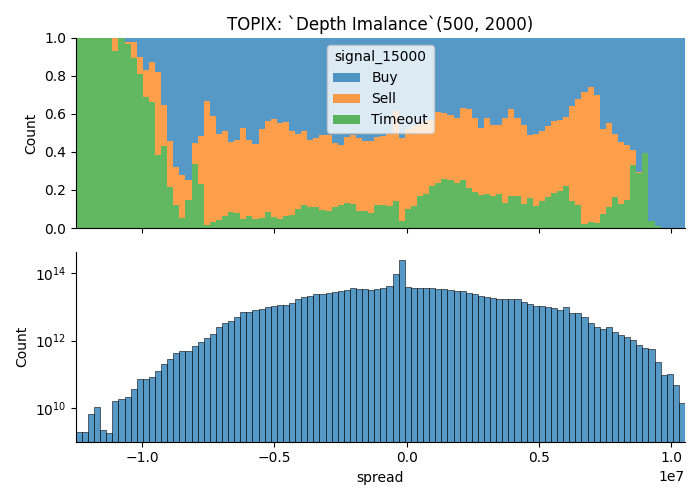 TOPIX: `Depth Imalance`(500, 2000)
1.0
0.8
0.6
0.4
0.2
0.0
Count
signal_15000
Buy
Sell
Timeout
10^14
10^12
10^10
Count
−1.0 −0.5 0.0 0.5 1.0
1e7
spread